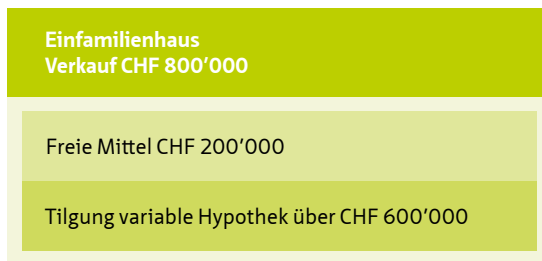 Einfamilienhaus
Verkauf CHF 800’000
Freie Mittel CHF 200’000
Tilgung variable Hypothek über CHF 600’000